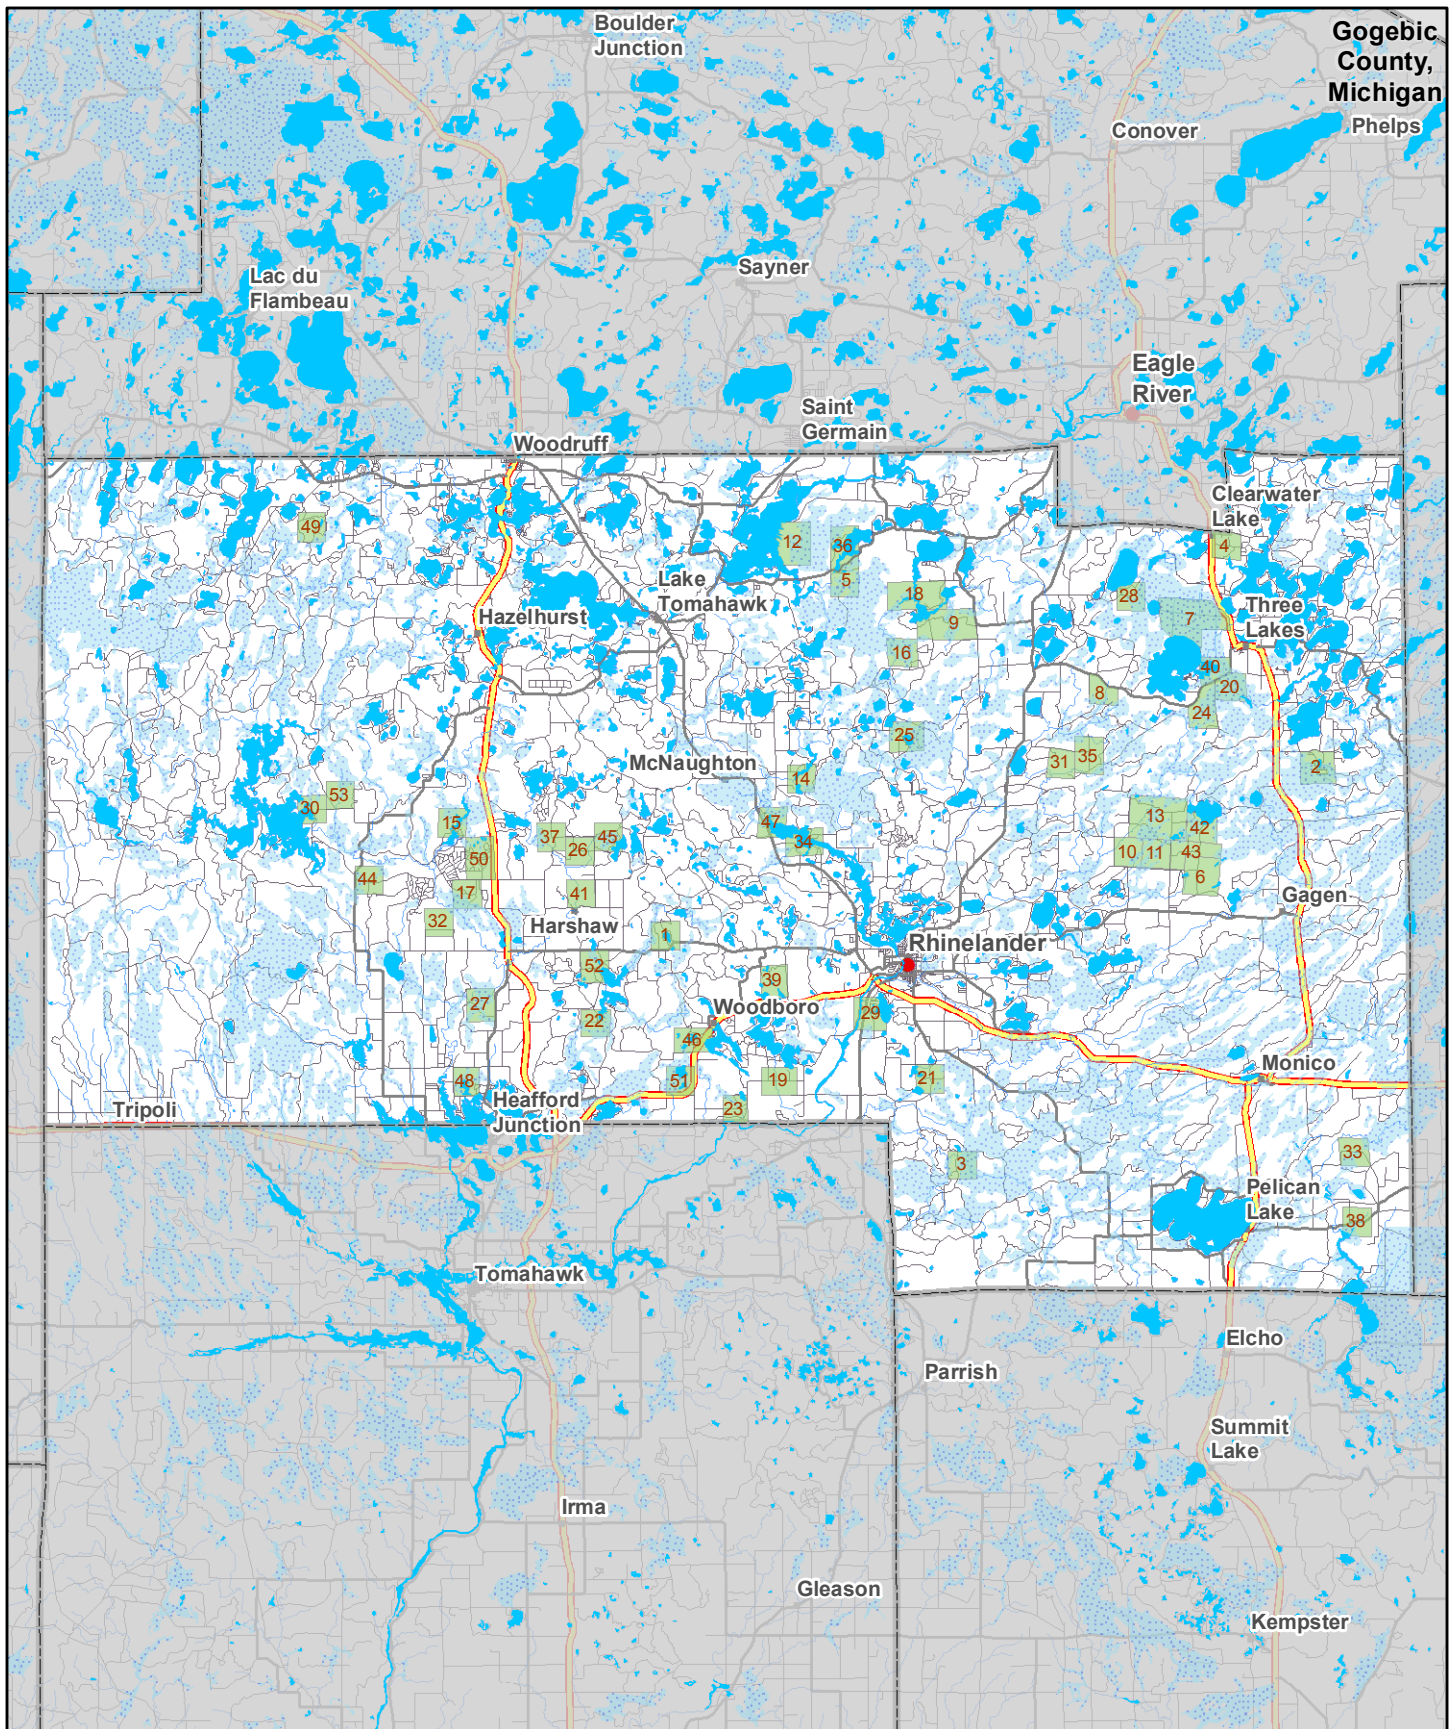 Boulder
Junction
Gogebic
County,
Michigan
Phelps
Conover
Lac du
Flambeau
Sayner
Eagle
River
Saint
Germain
Woodruff
Clearwater
Lake
49
12
36
4
5
Lake
Tomahawk
18
28
Three
Lakes
Hazelhurst
9
7
16
40
20
8
24
25
McNaughton
31
35
2
14
53
30
15
47
37
45
26
34
13
42
50
10
11
43
44
17
41
6
Gagen
32
Harshaw
1
Rhinelander
52
39
27
22
Woodboro
29
46
Monico
48
51
19
21
Heafford
Junction
Tripoli
23
33
3
Pelican
Lake
38
Tomahawk
Elcho
Parrish
Summit
Lake
Irma
Gleason
Kempster